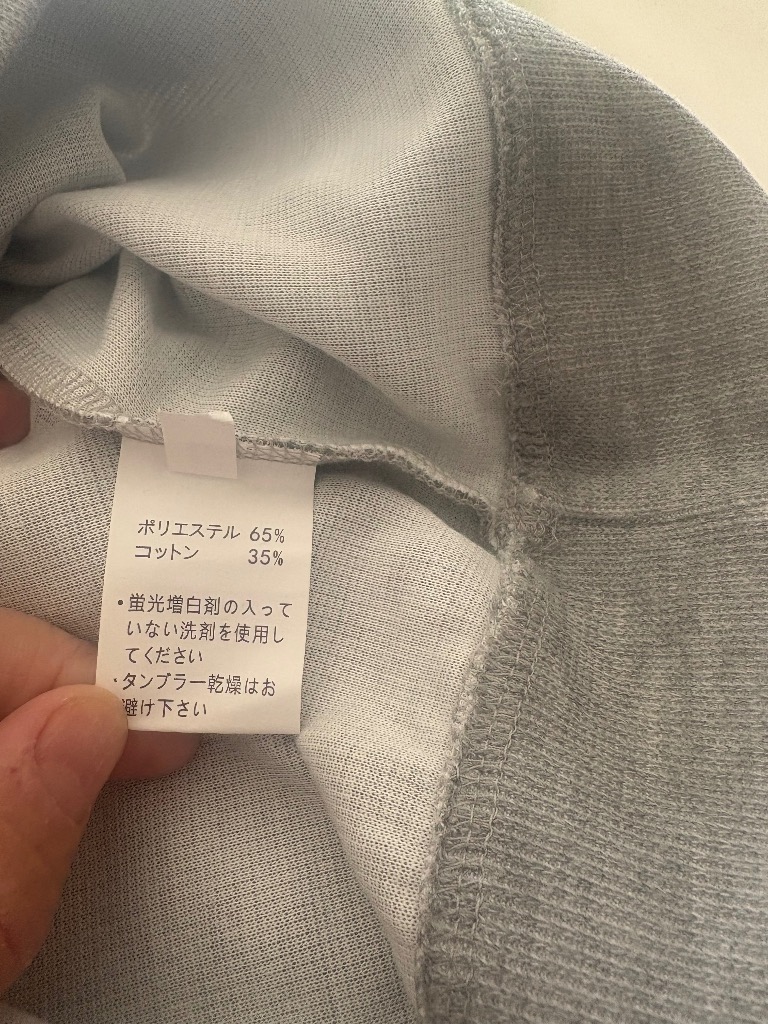 ポリエステル 65%
コットン 35%
・蛍光増白剤の入って
いない洗剤を使用し
てください
・タンブラー乾燥はお
避け下さい